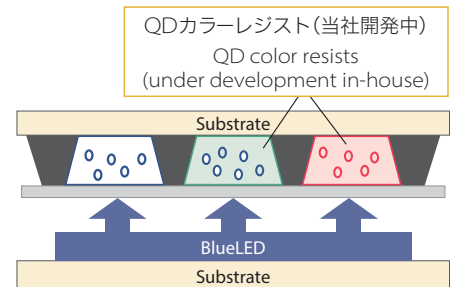 QDカラーレジスト(当社開発中)
QD color resists
(under development in-house)
Substrate
BlueLED
Substrate